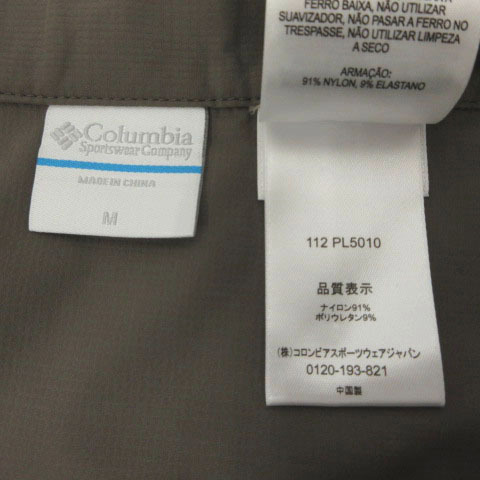 FERRO BAIXA, NÃO UTILIZAR
SUAVIZADOR, NÃO PASSAR A FERRO NO
TRESPASSE, NÃO UTILIZAR LIMPEZA
A SECO
ARMAÇÃO:
91% NYLON, 9% ELASTANO
Columbia
Sportswear Company
MADE IN CHINA
M
112 PL5010
品質表示
ナイロン91%
ポリウレタン9%
(株)コロンビアスポーツウェアジャパン
0120-193-821
中国製